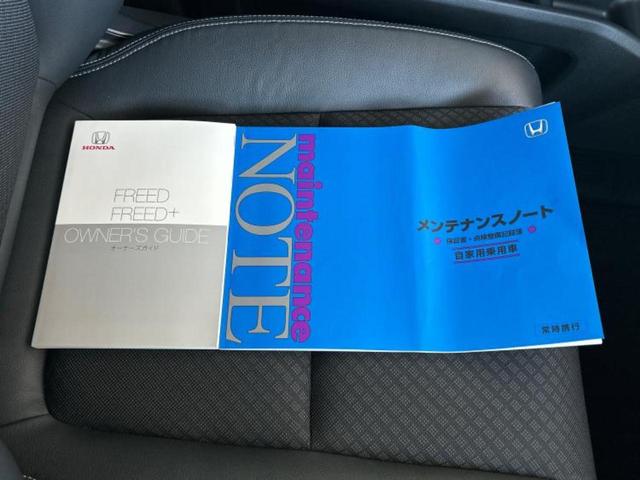 HONDA
FREED
FREED+
OWNER'S GUIDE
オーナーズガイド
maintenance
NOTE
メンテナンスノート
保証書・点検整備記録簿
自家用乗用車
常時携行